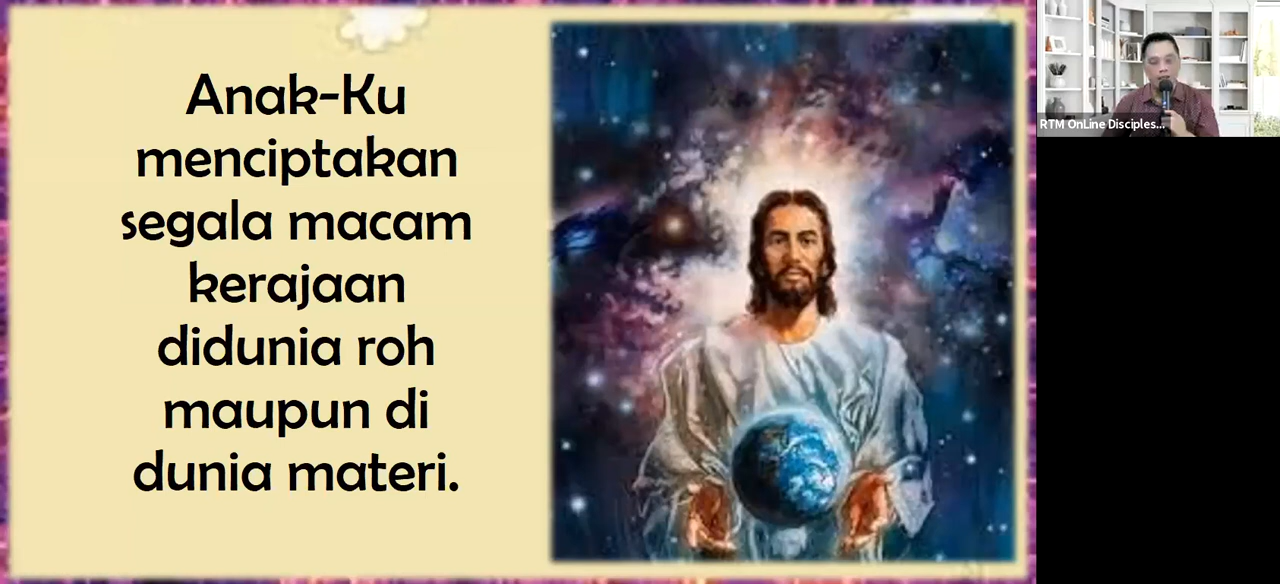 Anak-Ku
menciptakan
segala macam
kerajaan
didunia roh
maupun di
dunia materi.
RTM OnLine Disciples...